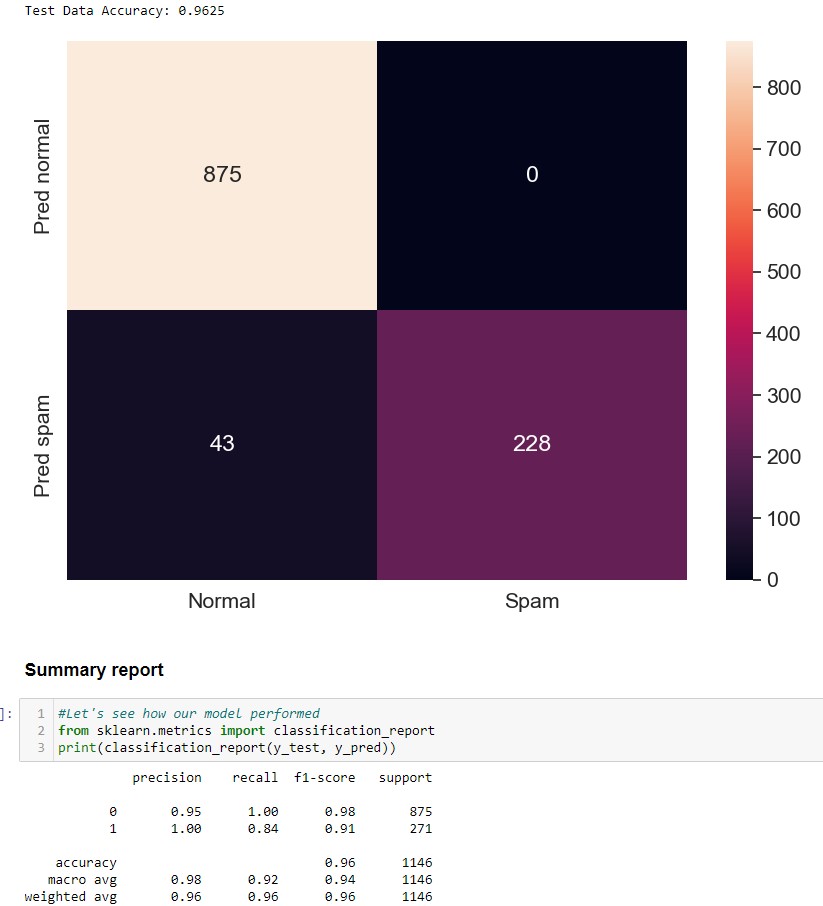 Test Data Accuracy: 0.9625
800
700
600
500
400
300
200
100
0
Pred normal
875
0
Pred spam
43
228
Normal
Spam
Summary report
]:
1 #Let's see how our model performed
2 from sklearn.metrics import classification_report
3 print(classification_report(y_test, y_pred))
precision recall f1-score support
0 0.95 1.00 0.98 875
1 1.00 0.84 0.91 271
accuracy 0.96 1146
macro avg 0.98 0.92 0.94 1146
weighted avg 0.96 0.96 0.96 1146